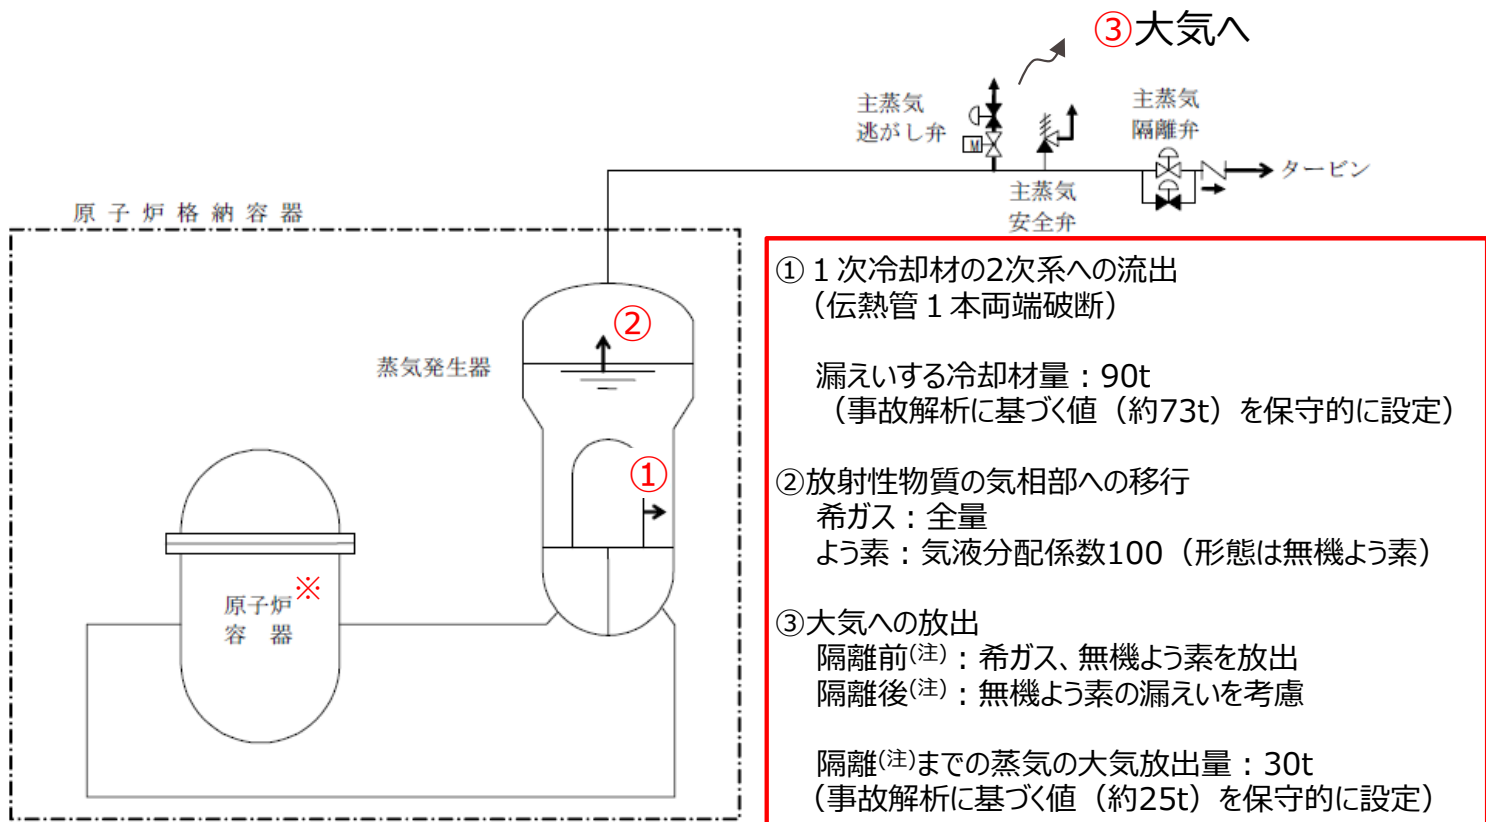 ③大気へ
主蒸気
逃がし弁
主蒸気
隔離弁
M
タービン
主蒸気
安全弁
原子炉格納容器
②
蒸気発生器
①
原子炉※
容 器
①１次冷却材の2次系への流出
（伝熱管１本両端破断）
漏えいする冷却材量：90t
（事故解析に基づく値（約73t）を保守的に設定）
②放射性物質の気相部への移行
希ガス：全量
よう素：気液分配係数100（形態は無機よう素）
③大気への放出
隔離前(注)：希ガス、無機よう素を放出
隔離後(注)：無機よう素の漏えいを考慮
隔離(注)までの蒸気の大気放出量：30t
（事故解析に基づく値（約25t）を保守的に設定）